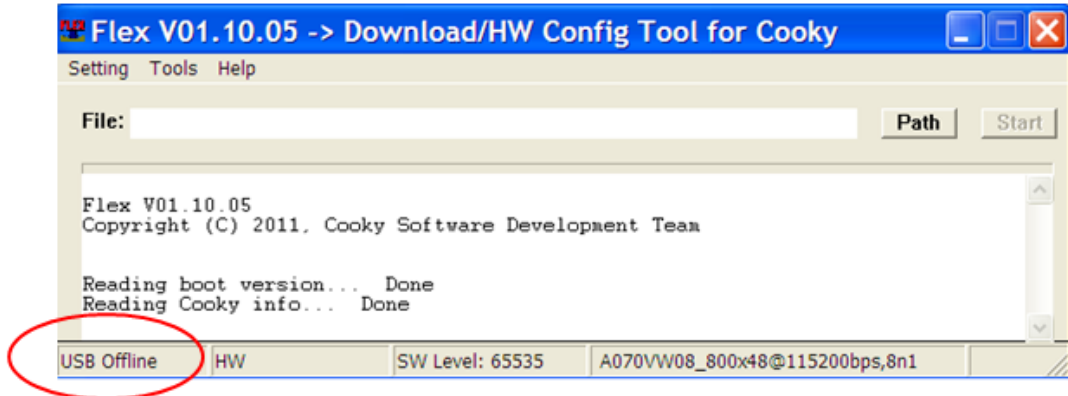 Flex V01.10.05 -> Download/HW Config Tool for Cooky
Setting Tools Help
File: Path Start
Flex V01.10.05
Copyright (C) 2011, Cooky Software Development Team
Reading boot version... Done
Reading Cooky info... Done
USB Offline HW SW Level: 65535 A070VW08_800x48@115200bps,8n1